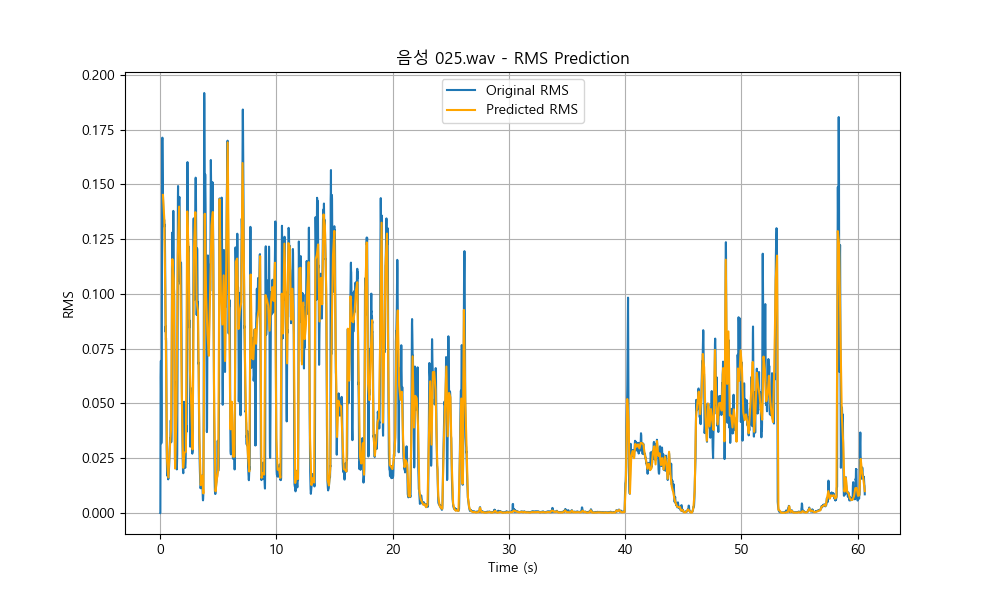 음성 025.wav - RMS Prediction
Original RMS
Predicted RMS
0.200
0.175
0.150
0.125
0.100
0.075
0.050
0.025
0.000
RMS
0 10 20 30 40 50 60
Time (s)